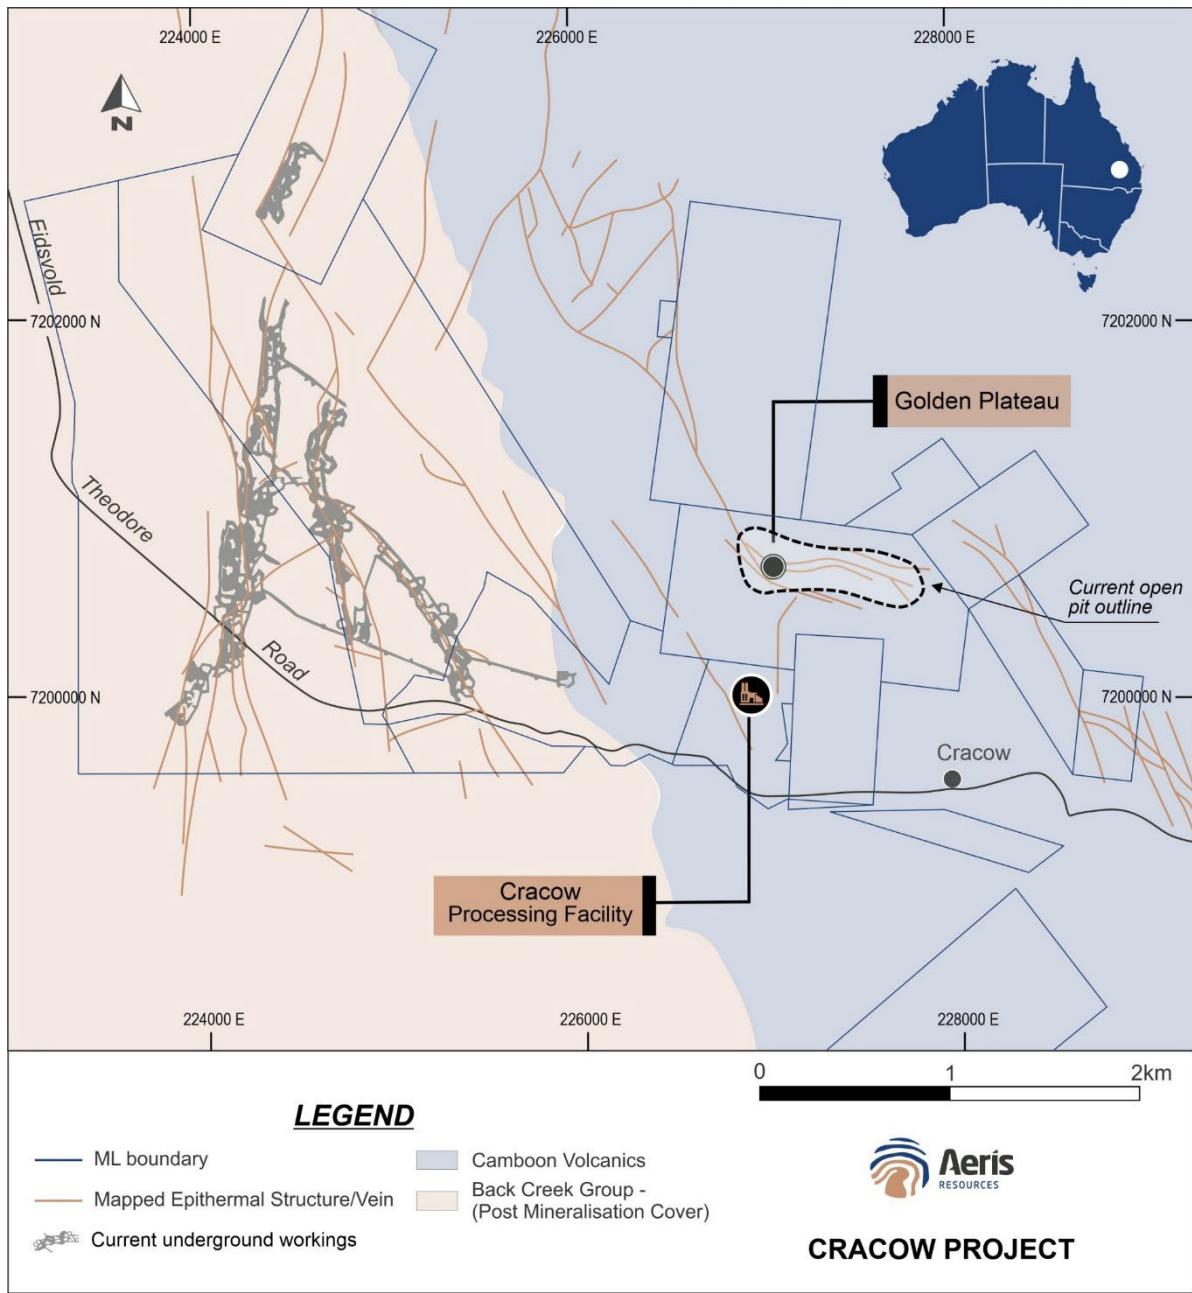 224000 E
226000 E
228000 E
N
Eidsvold
7202000 N
7202000 N
Golden Plateau
Theodore
Current open
pit outline
Road
7200000 N
7200000 N
Cracow
Cracow
Processing Facility
224000 E
226000 E
228000 E
0 1 2km
LEGEND
ML boundary
Mapped Epithermal Structure/Vein
Current underground workings
Camboon Volcanics
Back Creek Group -
(Post Mineralisation Cover)
Aeris
RESOURCES
CRACOW PROJECT